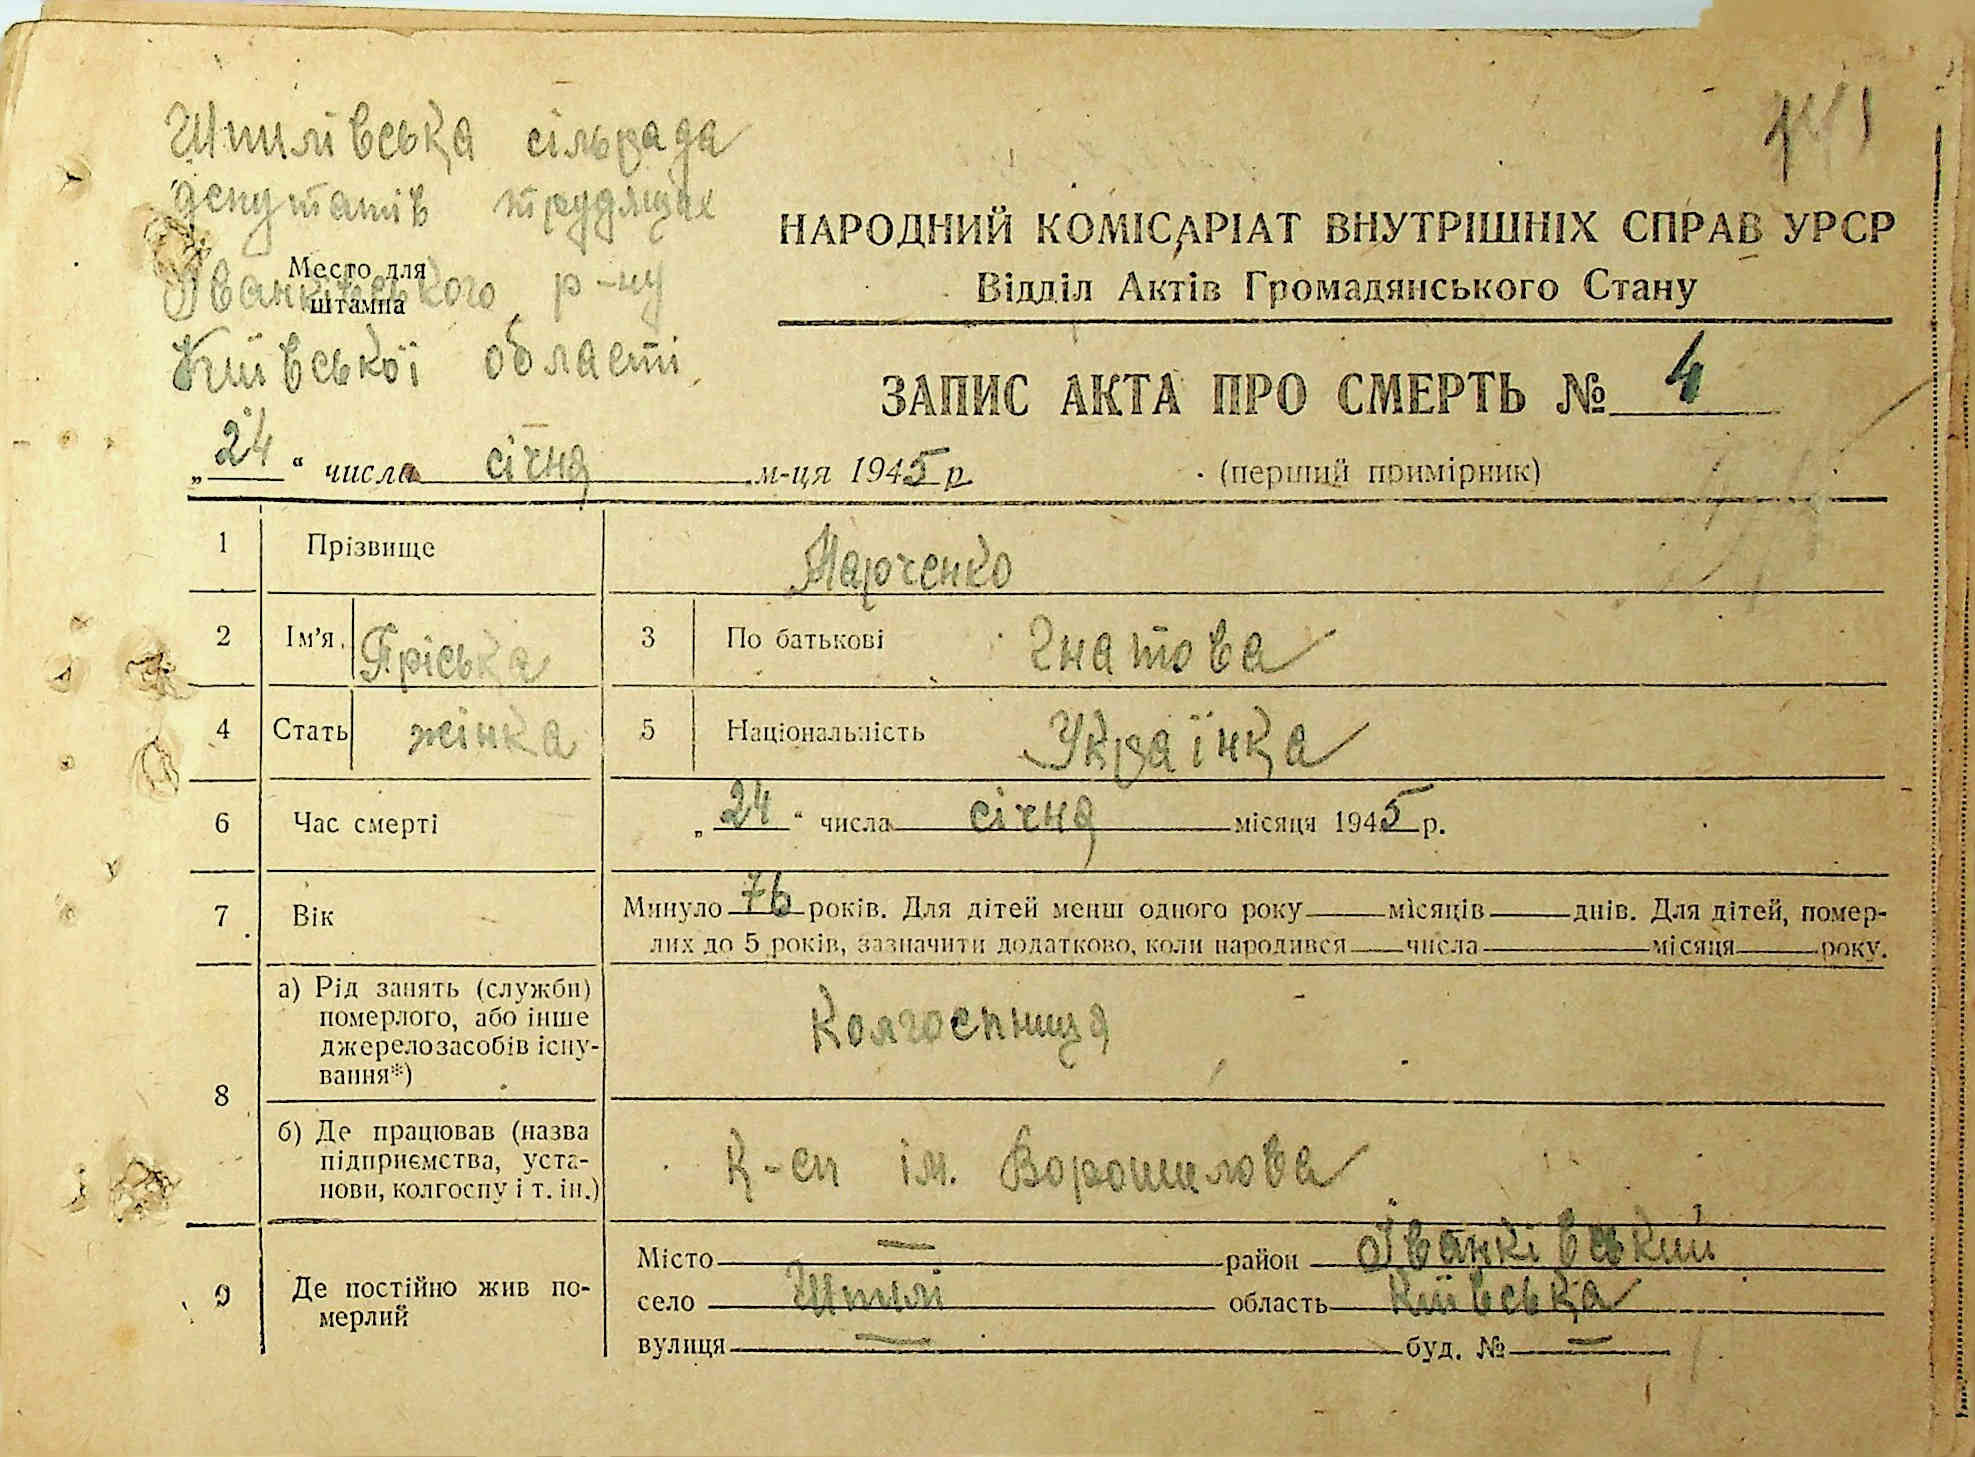 Шпилівська сільрада
депутатів трудящих
Місто для
штампа
Іванківського р-ну
Київської області
НАРОДНИЙ КОМІСАРІАТ ВНУТРІШНІХ СПРАВ УРСР
Відділ Актів Громадянського Стану
ЗАПИС АКТА ПРО СМЕРТЬ № 4
„24“ числа січня м-ця 1945 р.
(перший примірник)
1 Прізвище Марченко
2 Ім'я Пріська 3 По батькові Гнатова
4 Стать жінка 5 Національність Українка
6 Час смерті „24“ числа січня місяця 1945 р.
7 Вік Минуло 76 років. Для дітей менш одного року місяців днів. Для дітей, помер-
лих до 5 років, зазначити додатково, коли народився числа місяця року.
8 а) Рід занять (служби)
померлого, або інше
джерело засобів існу-
вання*)
Колгоспниця
б) Де працював (назва
підприємства, уста-
нови, колгоспу і т. ін.)
К-сп ім. Ворошилова
9 Де постійно жив по-
мерлий
Місто — район Іванківський
село Шпилі область Київська
вулиця — буд. № —